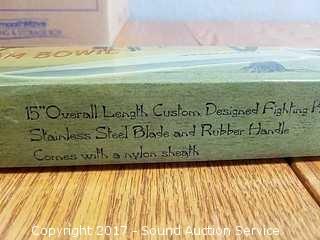 15" Overall Length Custom Designed Fighting
Stainless Steel Blade and Rubber Handle
Comes with a nylon sheath
Copyright 2017 - Sound Auction Service